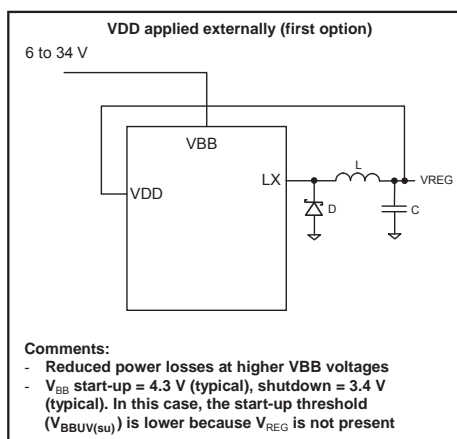 VDD applied externally (first option)
6 to 34 V
VBB
VDD
LX
L
VREG
D
C
Comments:
- Reduced power losses at higher VBB voltages
- VBB start-up = 4.3 V (typical), shutdown = 3.4 V
(typical). In this case, the start-up threshold
(VBBUV(su)) is lower because VREG is not present